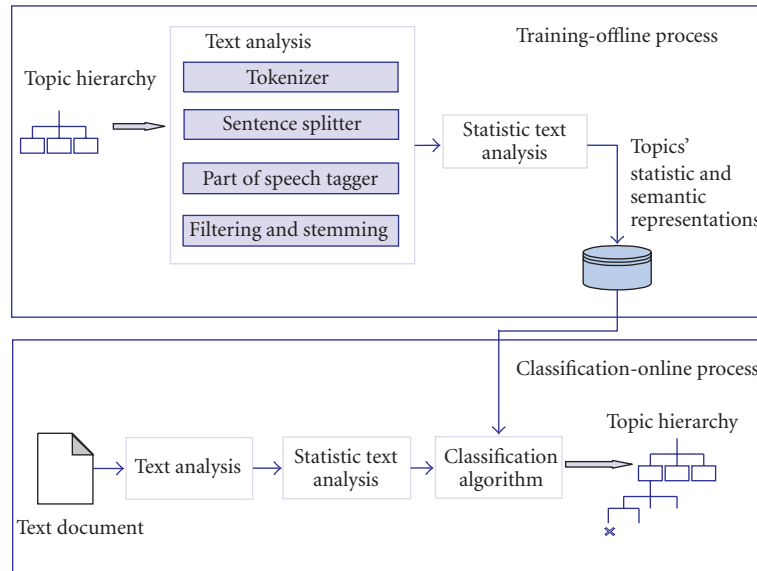 Text analysis
Training-offline process
Topic hierarchy
Tokenizer
Sentence splitter
Part of speech tagger
Filtering and stemming
Statistic text
analysis
Topics’
statistic and
semantic
representations
Classification-online process
Text document
Text analysis
Statistic text
analysis
Classification
algorithm
Topic hierarchy